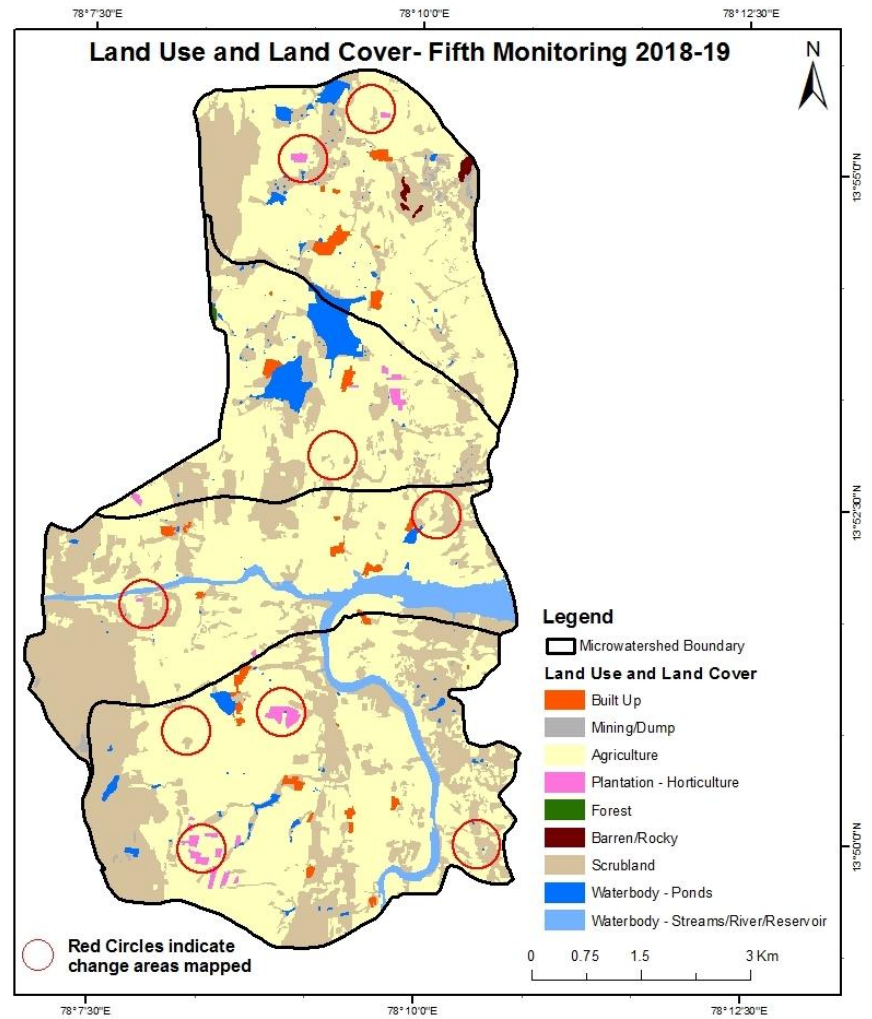 78°7'30"E 78°10'0"E 78°12'30"E
Land Use and Land Cover- Fifth Monitoring 2018-19
N
13°55'0"N
13°52'30"N
13°50'0"N
Legend
Microwatershed Boundary
Land Use and Land Cover
Built Up
Mining/Dump
Agriculture
Plantation - Horticulture
Forest
Barren/Rocky
Scrubland
Waterbody - Ponds
Waterbody - Streams/River/Reservoir
Red Circles indicate
change areas mapped
0 0.75 1.5 3 Km
78°7'30"E 78°10'0"E 78°12'30"E